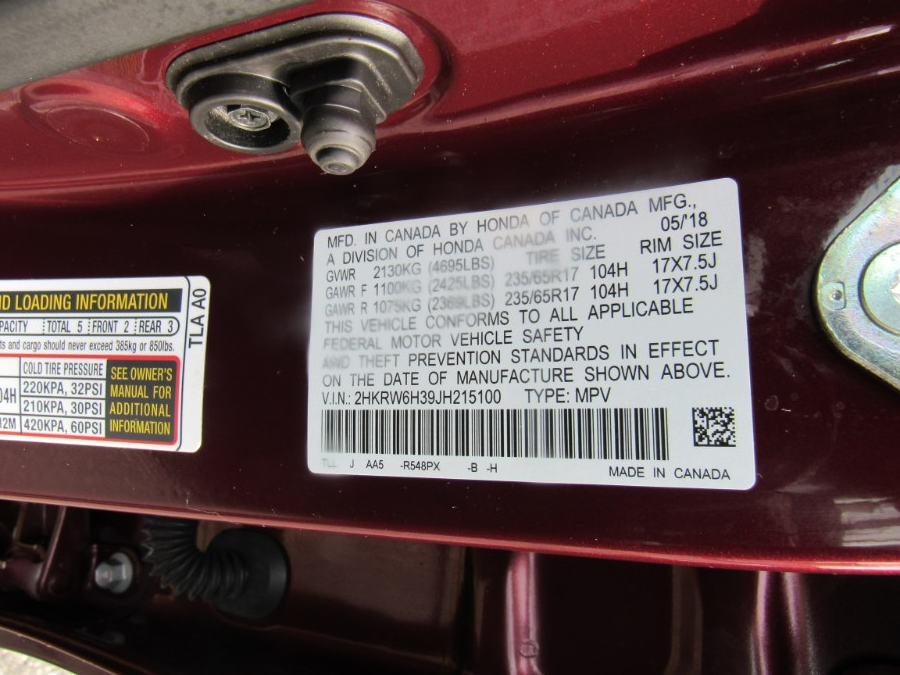 ND LOADING INFORMATION
PACITY TOTAL 5 FRONT 2 REAR 3
ts and cargo should never exceed 385kg or 850lbs.
COLD TIRE PRESSURE
04H 220KPA, 32PSI
210KPA, 30PSI
12M 420KPA, 60PSI
SEE OWNER'S
MANUAL FOR
ADDITIONAL
INFORMATION
TLA A0
MFD. IN CANADA BY HONDA OF CANADA MFG.,
A DIVISION OF HONDA CANADA INC. 05/'18
GVWR 2130KG (4695LBS) TIRE SIZE RIM SIZE
GAWR F 1100KG (2425LBS) 235/65R17 104H 17X7.5J
GAWR R 1075KG (2369LBS) 235/65R17 104H 17X7.5J
THIS VEHICLE CONFORMS TO ALL APPLICABLE
FEDERAL MOTOR VEHICLE SAFETY
AND THEFT PREVENTION STANDARDS IN EFFECT
ON THE DATE OF MANUFACTURE SHOWN ABOVE.
V.I.N.: 2HKRW6H39JH215100 TYPE: MPV
TLL J AA5 -R548PX -B -H MADE IN CANADA